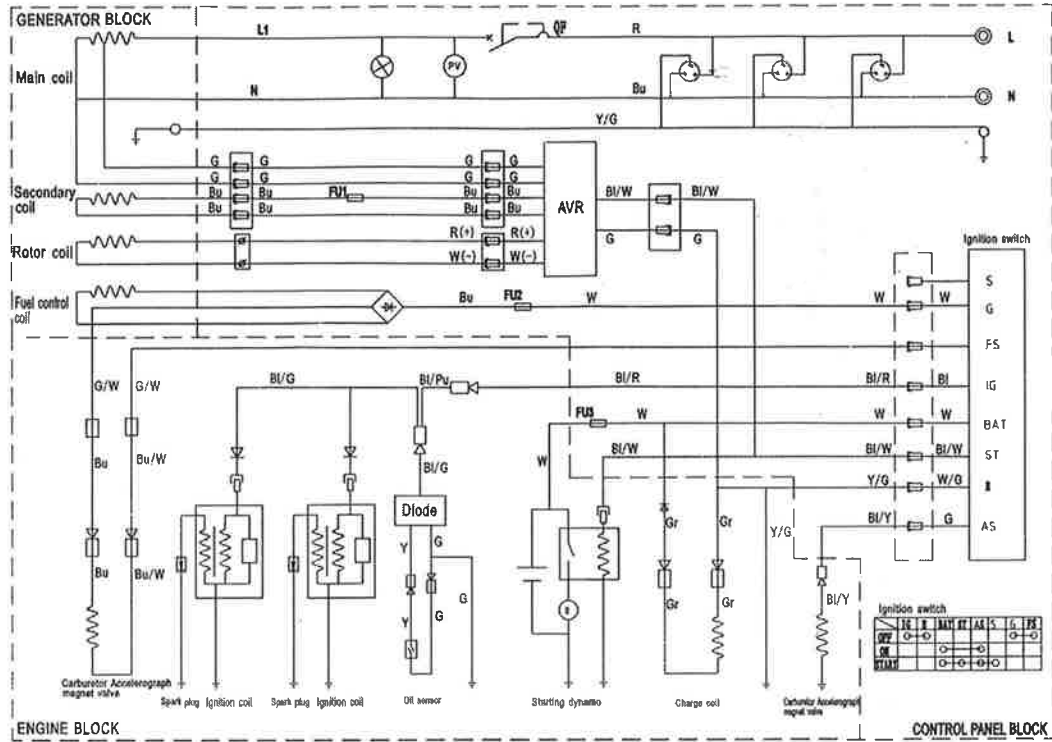 GENERATOR BLOCK
L1
QF
R
L
Main coil
PV
N
Bu
N
Y/G
G G G G
G G G G
Secondary coil
Bu Bu FU1 Bu Bu
Bu Bu Bu Bu
AVR
Bl/W Bl/W
G G
R(+) R(+)
Rotor coil
W(-) W(-)
Ignition switch
S
Fuel control coil
Bu FU2 W W W G
FS
G/W G/W Bl/G Bl/Pu Bl/R Bl/R Bl IG
FU3 W W W BAT
Bu Bu/W Bl/G W Bl/W Bl/W Bl/W ST
Y/G W/G E
Diode
Gr Gr Y/G Bl/Y G AS
Y G
Bu Bu/W
G Gr Gr Bl/Y
Y G
Ignition switch
IG E BAT ST AS S G FS
OFF
ON
START
Carburetor Accelerograph magnet valve
Spark plug Ignition coil
Spark plug Ignition coil
Oil sensor
Starting dynamo
Charge coil
Carburetor Accelerograph magnet valve
ENGINE BLOCK
CONTROL PANEL BLOCK